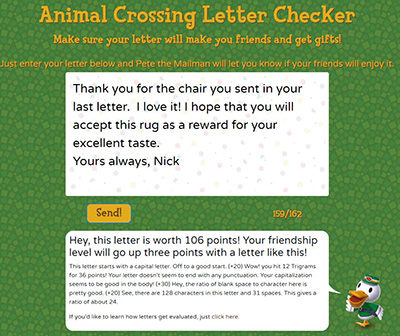 Animal Crossing Letter Checker
Make sure your letter will make you friends and get gifts!
Just enter your letter below and Pete the Mailman will let you know if your friends will enjoy it.
Thank you for the chair you sent in your
last letter.  I love it! I hope that you will
accept this rug as a reward for your
excellent taste.
Yours always, Nick
Send!
159/162
Hey, this letter is worth 106 points! Your friendship
level will go up three points with a letter like this!
This letter starts with a capital letter. Off to a good start. (+20) Wow! you hit 12 Trigrams
for 36 points! Your letter doesn't seem to end with any punctuation. Your capitalization
seems to be good in the body! (+30) Hey, the ratio of blank space to character here is
pretty good. (+20) See, there are 128 characters in this letter and 31 spaces. This gives a
ratio of about 24.
If you'd like to learn how letters get evaluated, just click here.